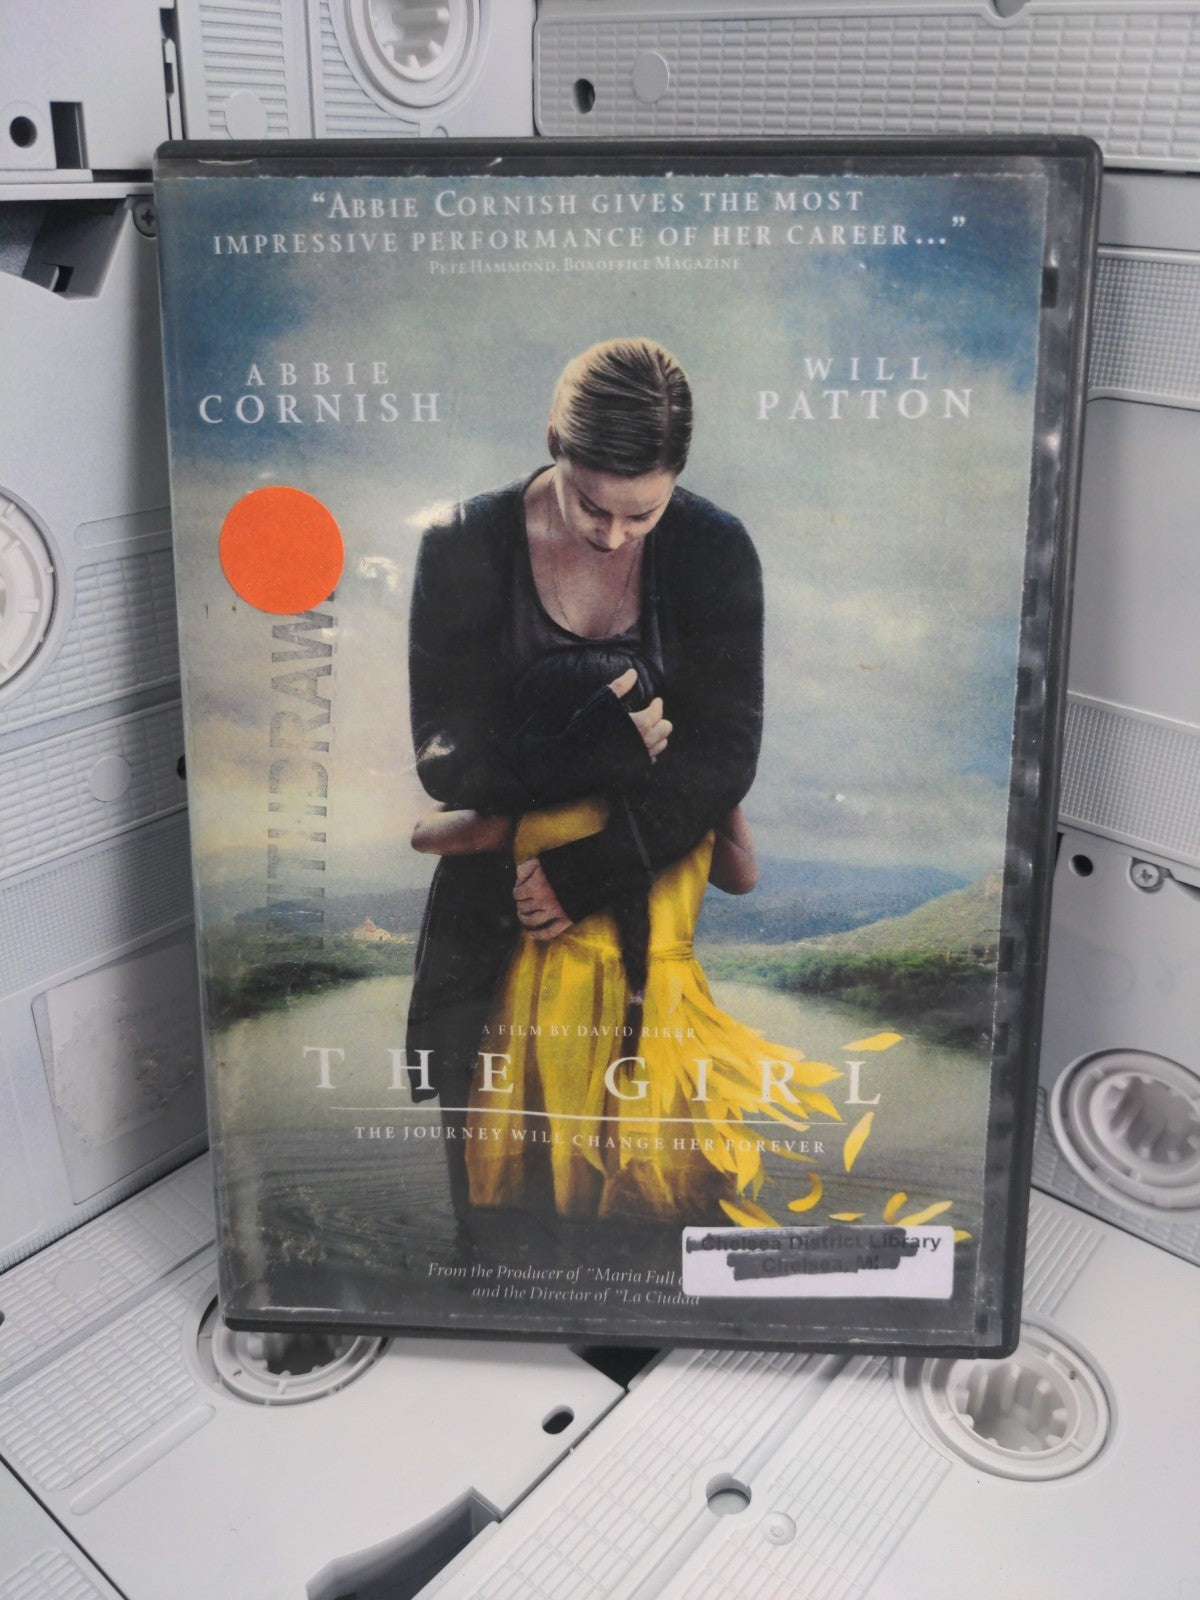 “ABBIE CORNISH GIVES THE MOST
IMPRESSIVE PERFORMANCE OF HER CAREER...”
PETE HAMMOND, BOXOFFICE MAGAZINE
ABBIE
CORNISH
WILL
PATTON
WITHDRAW
A FILM BY DAVID RIKER
THE GIRL
THE JOURNEY WILL CHANGE HER FOREVER
From the Producer of “Maria Full
and the Director of “La Ciudad
Chelsea District Library
Chelsea, MI